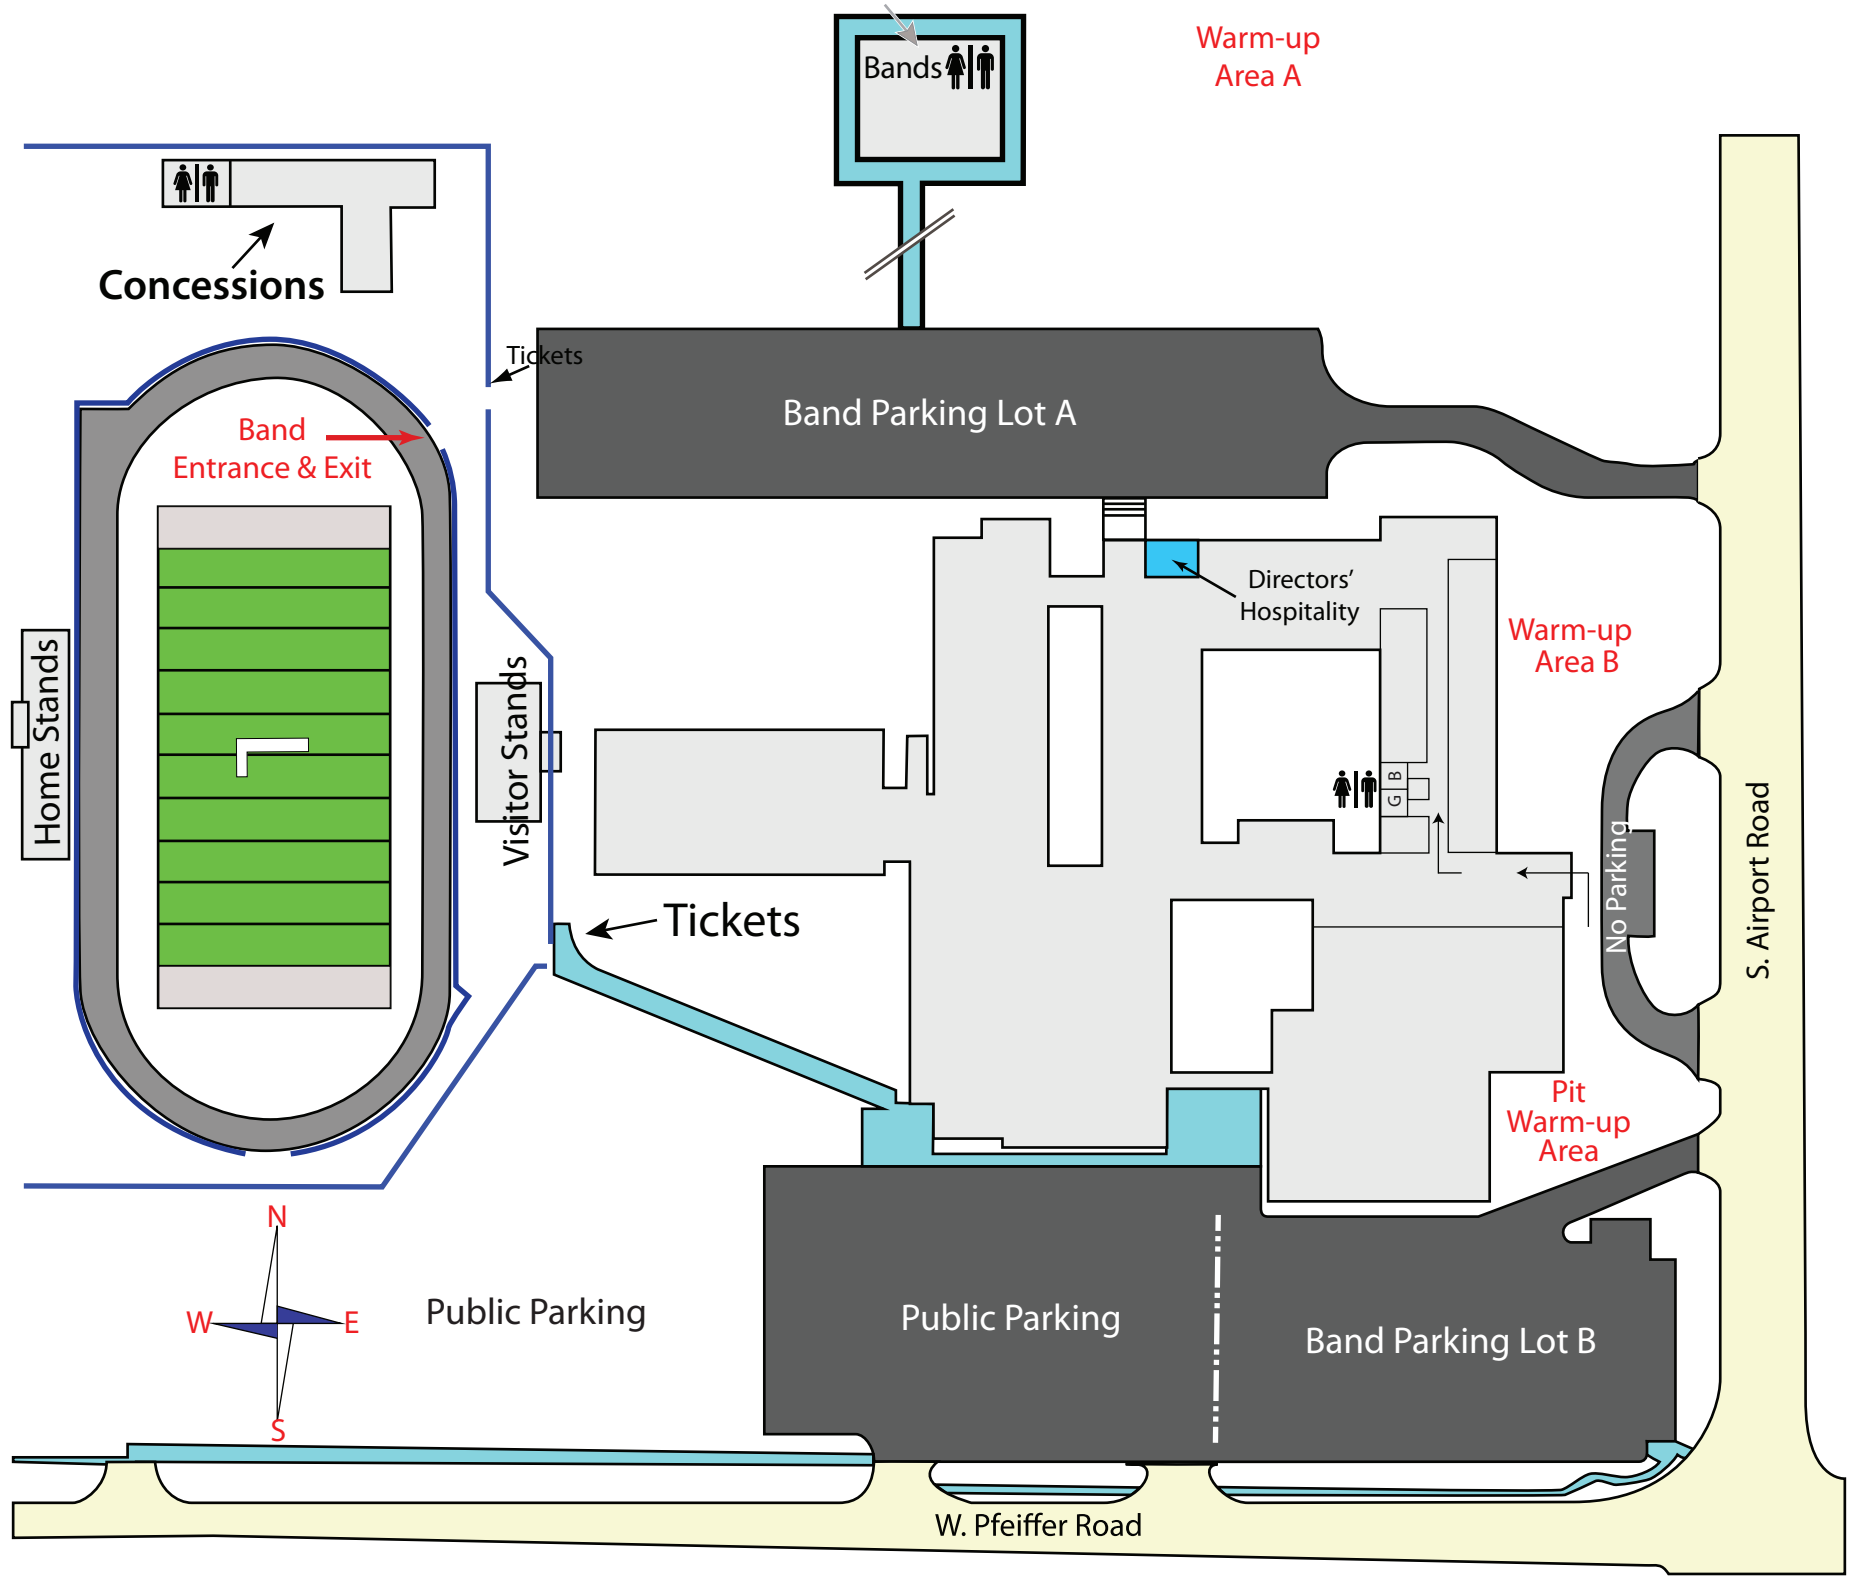 Warm-up
Area A
Bands
Concessions
Tickets
Band Parking Lot A
Band
Entrance & Exit
Directors'
Hospitality
Warm-up
Area B
Home Stands
Visitor Stands
B
G
No Parking
S. Airport Road
Tickets
Pit
Warm-up
Area
N
W
E
S
Public Parking
Public Parking
Band Parking Lot B
W. Pfeiffer Road